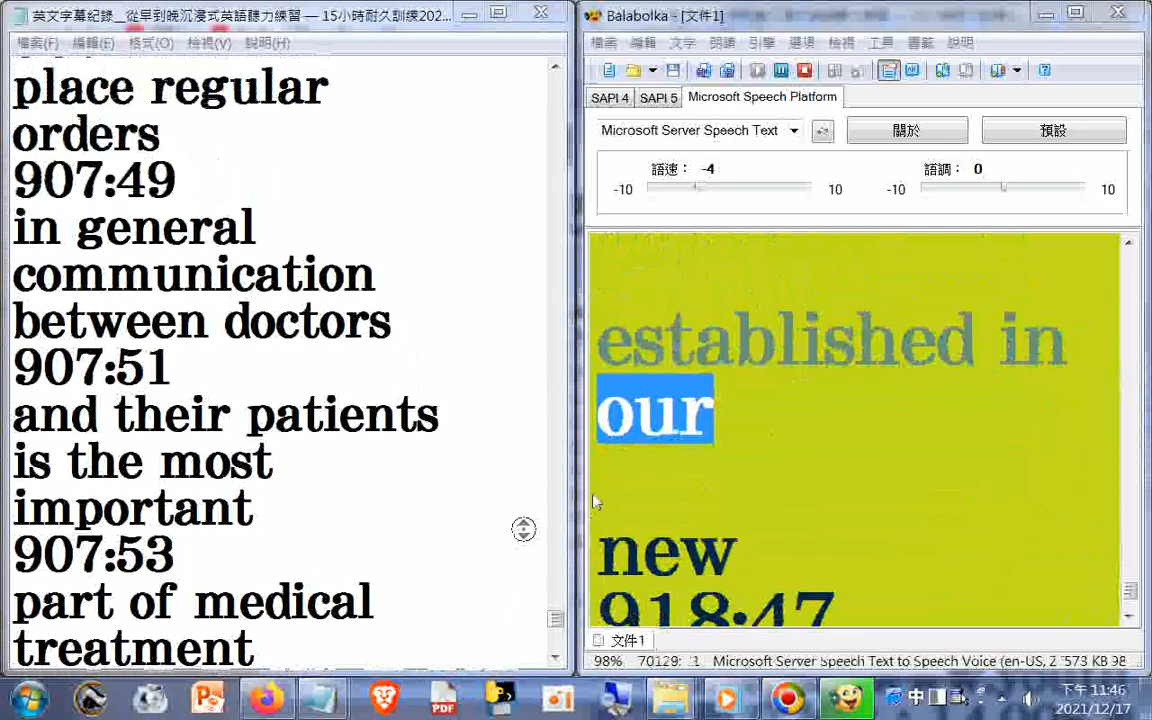 英文字幕紀錄__從早到晚沉浸式英語聽力練習 — 15小時耐久訓練202...
檔案(F) 編輯(E) 格式(O) 檢視(V) 說明(H)
place regular
orders
907:49
in general
communication
between doctors
907:51
and their patients
is the most
important
907:53
part of medical
treatment
Balabolka - [文件1]
檔案 編輯 文字 朗讀 引擎 選項 檢視 工具 書籤 說明
SAPI 4 SAPI 5 Microsoft Speech Platform
Microsoft Server Speech Text 關於 預設
語速： -4 語調： 0
-10 10 -10 10
established in
our
new
918:47
文件1
98% 70129: 1 Microsoft Server Speech Text to Speech Voice (en-US, Z 573 KB 98
中
下午 11:46
2021/12/17